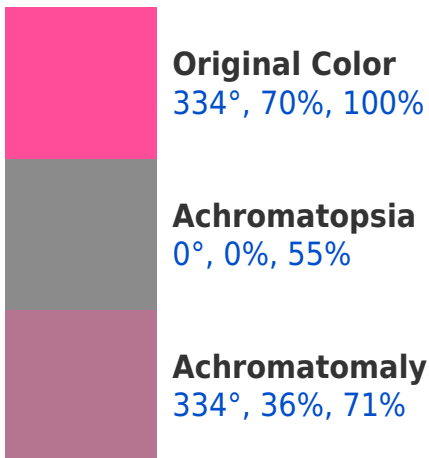 Original Color
334°, 70%, 100%
Achromatopsia
0°, 0%, 55%
Achromatomaly
334°, 36%, 71%